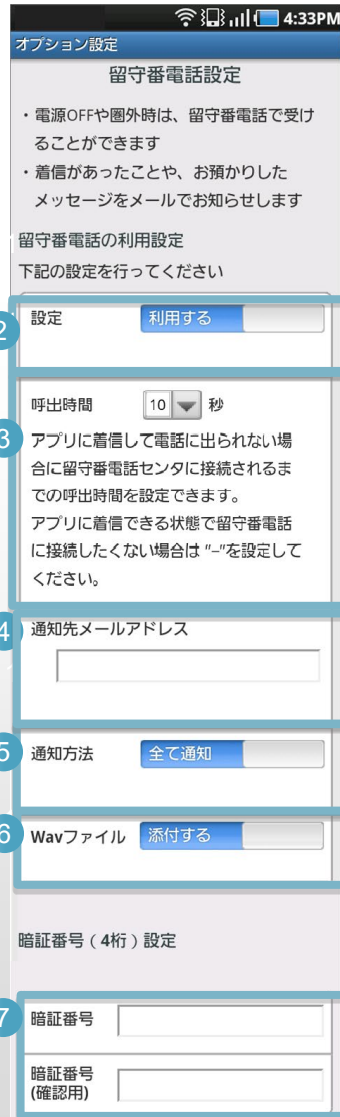 4:33PM
オプション設定
留守番電話設定
・電源OFFや圏外時は、留守番電話で受け
ることができます
・着信があったことや、お預かりした
メッセージをメールでお知らせします
留守番電話の利用設定
下記の設定を行ってください
2
設定 利用する
呼出時間 10 秒
3
アプリに着信して電話に出られない場
合に留守番電話センタに接続されるま
での呼出時間を設定できます。
アプリに着信できる状態で留守番電話
に接続したくない場合は "–"を設定して
ください。
4
通知先メールアドレス
5
通知方法 全て通知
6
Wavファイル 添付する
暗証番号（4桁）設定
7
暗証番号
暗証番号
(確認用)